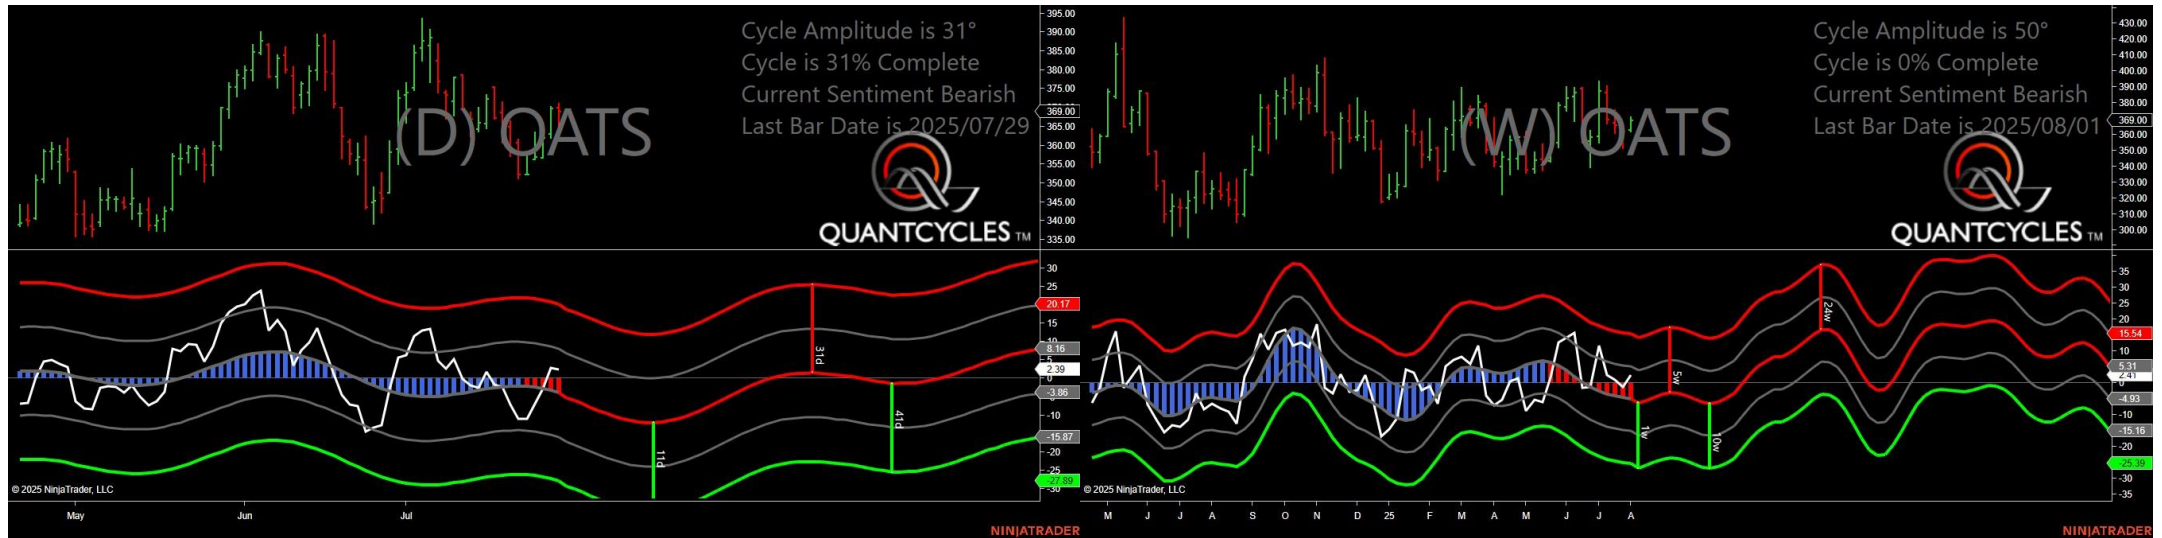 Cycle Amplitude is 31°
Cycle is 31% Complete
Current Sentiment Bearish
Last Bar Date is 2025/07/29
(D) OATS
QUANTCYCLES TM
395.00
390.00
385.00
380.00
375.00
369.00
365.00
360.00
355.00
350.00
345.00
340.00
335.00
30
25
20.17
15
8.16
5
2.39
0
-3.86
-10
-15.87
-20
-25
-27.89
-30
31d
41d
11d
© 2025 NinjaTrader, LLC
May
Jun
Jul
NINJATRADER
Cycle Amplitude is 50°
Cycle is 0% Complete
Current Sentiment Bearish
Last Bar Date is 2025/08/01
(W) OATS
QUANTCYCLES TM
430.00
420.00
410.00
400.00
390.00
380.00
369.00
360.00
350.00
340.00
330.00
320.00
310.00
300.00
35
30
25
20
15.54
10
5.31
2.41
-4.93
-10
-15.16
-20
-25.39
-30
-35
24w
5w
1w
10w
© 2025 NinjaTrader, LLC
M
J
J
A
S
O
N
D
25
F
M
A
M
J
J
A
NINJATRADER